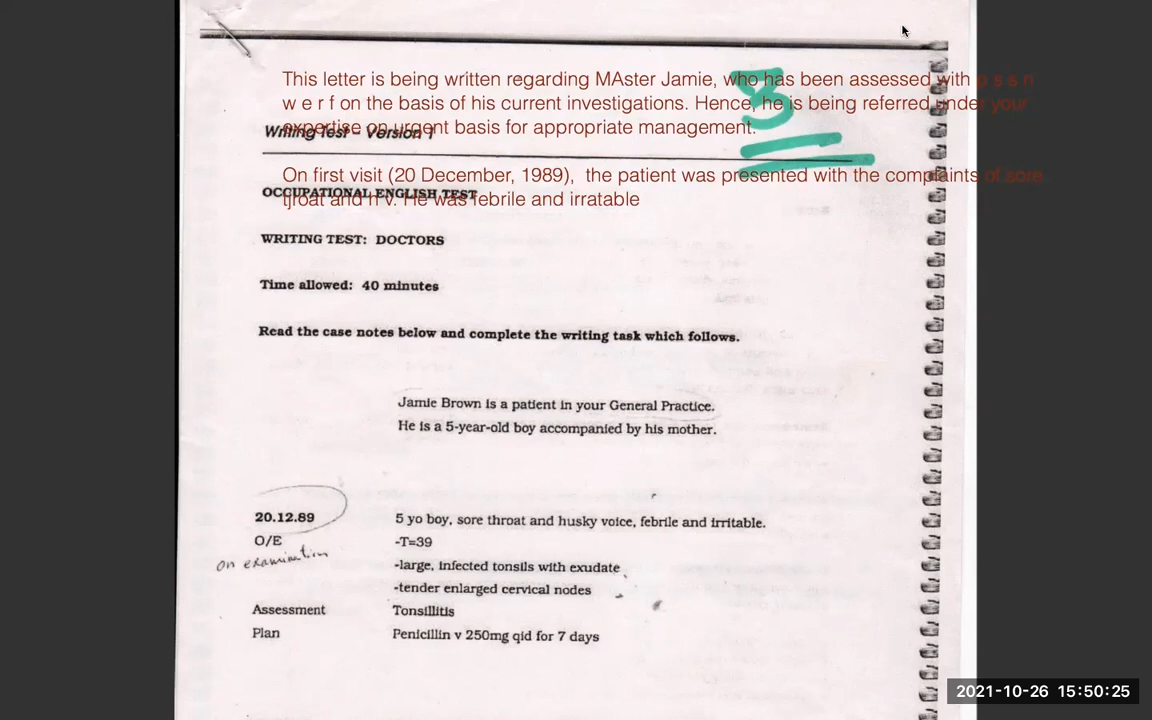 This letter is being written regarding MAster Jamie, who has been assessed with p s s n
w e r f on the basis of his current investigations. Hence, he is being referred under your
expertise on urgent basis for appropriate management.
Writing Test - Version 1
On first visit (20 December, 1989), the patient was presented with the complaints of sore
OCCUPATIONAL ENGLISH TEST
tjroat and h v. He was febrile and irratable
WRITING TEST: DOCTORS
Time allowed: 40 minutes
Read the case notes below and complete the writing task which follows.
Jamie Brown is a patient in your General Practice.
He is a 5-year-old boy accompanied by his mother.
20.12.89 5 yo boy, sore throat and husky voice, febrile and irritable.
O/E -T=39
on examination
-large, infected tonsils with exudate
-tender enlarged cervical nodes
Assessment Tonsillitis
Plan Penicillin v 250mg qid for 7 days
2021-10-26 15:50:25